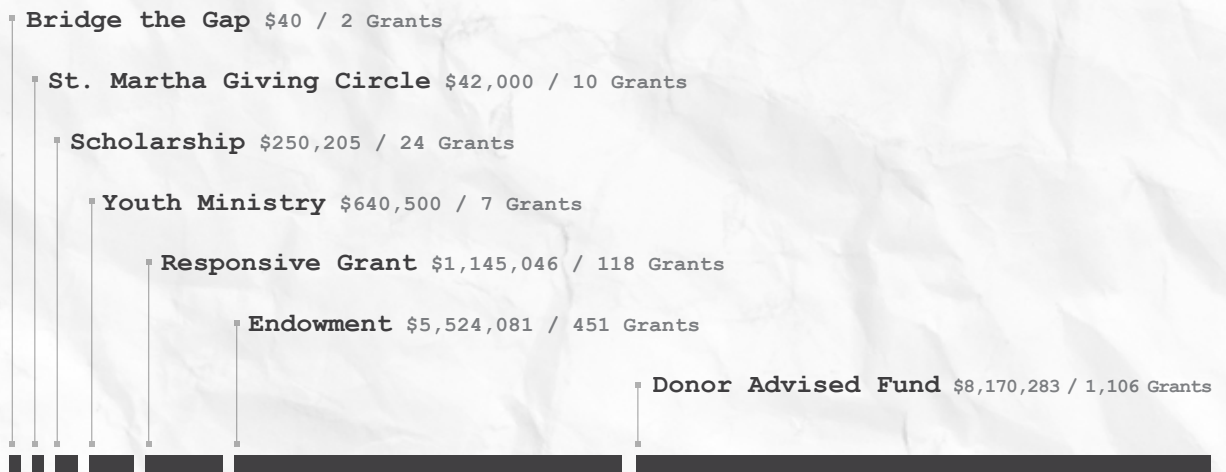 Bridge the Gap $40 / 2 Grants
St. Martha Giving Circle $42,000 / 10 Grants
Scholarship $250,205 / 24 Grants
Youth Ministry $640,500 / 7 Grants
Responsive Grant $1,145,046 / 118 Grants
Endowment $5,524,081 / 451 Grants
Donor Advised Fund $8,170,283 / 1,106 Grants